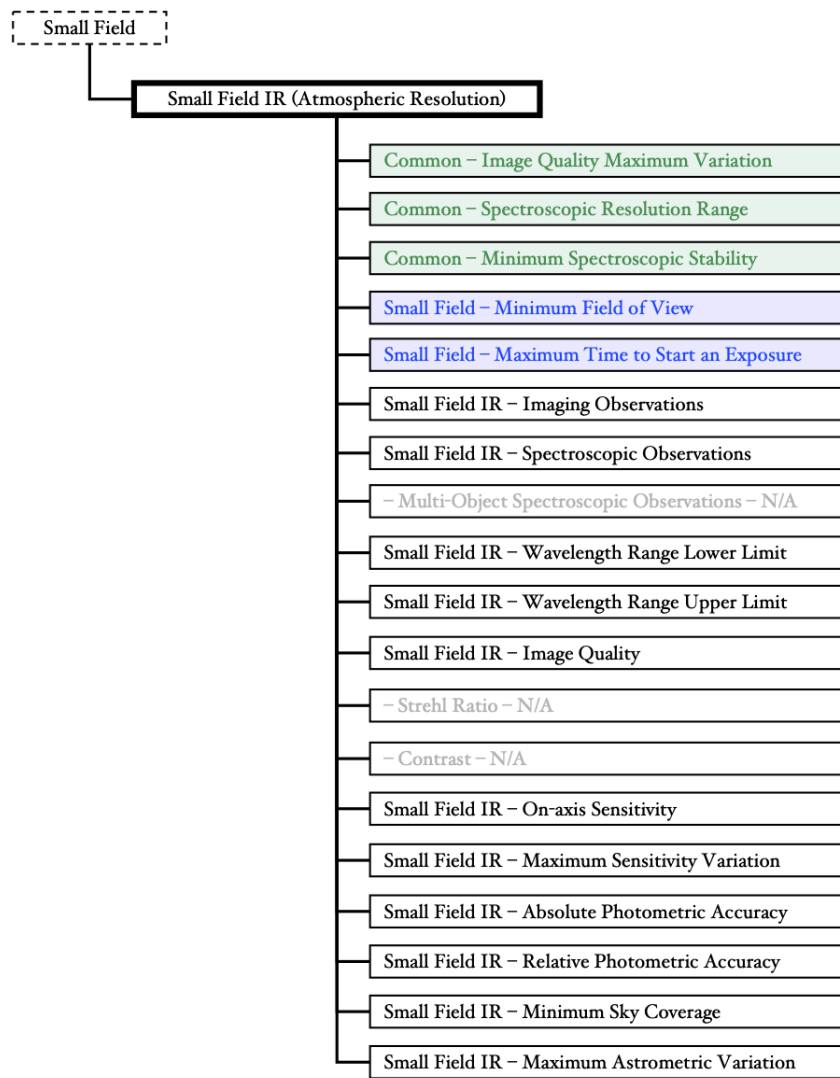 Small Field
Small Field IR (Atmospheric Resolution)
Common – Image Quality Maximum Variation
Common – Spectroscopic Resolution Range
Common – Minimum Spectroscopic Stability
Small Field – Minimum Field of View
Small Field – Maximum Time to Start an Exposure
Small Field IR – Imaging Observations
Small Field IR – Spectroscopic Observations
– Multi-Object Spectroscopic Observations – N/A
Small Field IR – Wavelength Range Lower Limit
Small Field IR – Wavelength Range Upper Limit
Small Field IR – Image Quality
– Strehl Ratio – N/A
– Contrast – N/A
Small Field IR – On-axis Sensitivity
Small Field IR – Maximum Sensitivity Variation
Small Field IR – Absolute Photometric Accuracy
Small Field IR – Relative Photometric Accuracy
Small Field IR – Minimum Sky Coverage
Small Field IR – Maximum Astrometric Variation